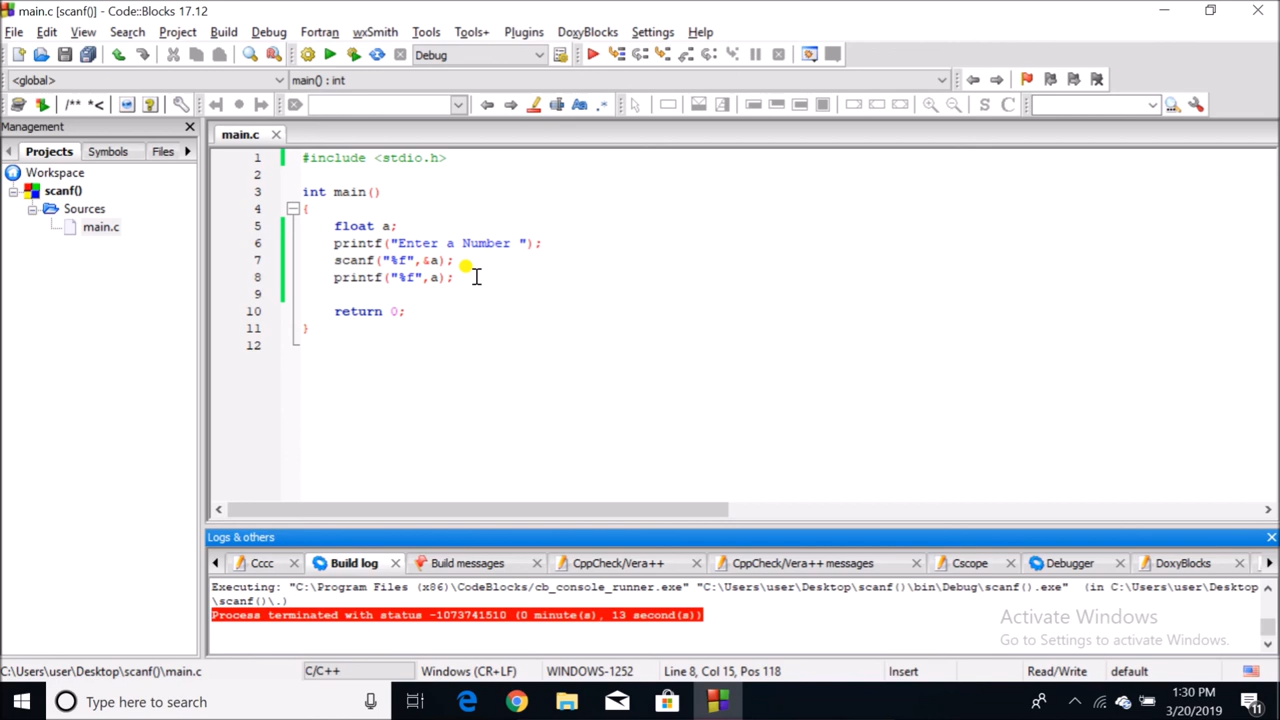 main.c [scanf()] - Code::Blocks 17.12
File Edit View Search Project Build Debug Fortran wxSmith Tools Tools+ Plugins DoxyBlocks Settings Help
Debug
<global> main() : int
/** *<
S C
Management
Projects Symbols Files
Workspace
scanf()
Sources
main.c
main.c
1 #include <stdio.h>
2
3 int main()
4 {
5 float a;
6 printf("Enter a Number ");
7 scanf("%f",&a);
8 printf("%f",a);
9
10 return 0;
11 }
12
Logs & others
Cccc Build log Build messages CppCheck/Vera++ CppCheck/Vera++ messages Cscope Debugger DoxyBlocks
Executing: "C:\Program Files (x86)\CodeBlocks/cb_console_runner.exe" "C:\Users\user\Desktop\scanf()\bin\Debug\scanf().exe" (in C:\Users\user\Desktop
\scanf()\.)
Process terminated with status -1073741510 (0 minute(s), 13 second(s))
Activate Windows
Go to Settings to activate Windows.
C:\Users\user\Desktop\scanf()\main.c C/C++ Windows (CR+LF) WINDOWS-1252 Line 8, Col 15, Pos 118 Insert Read/Write default
Type here to search
1:30 PM
3/20/2019
11